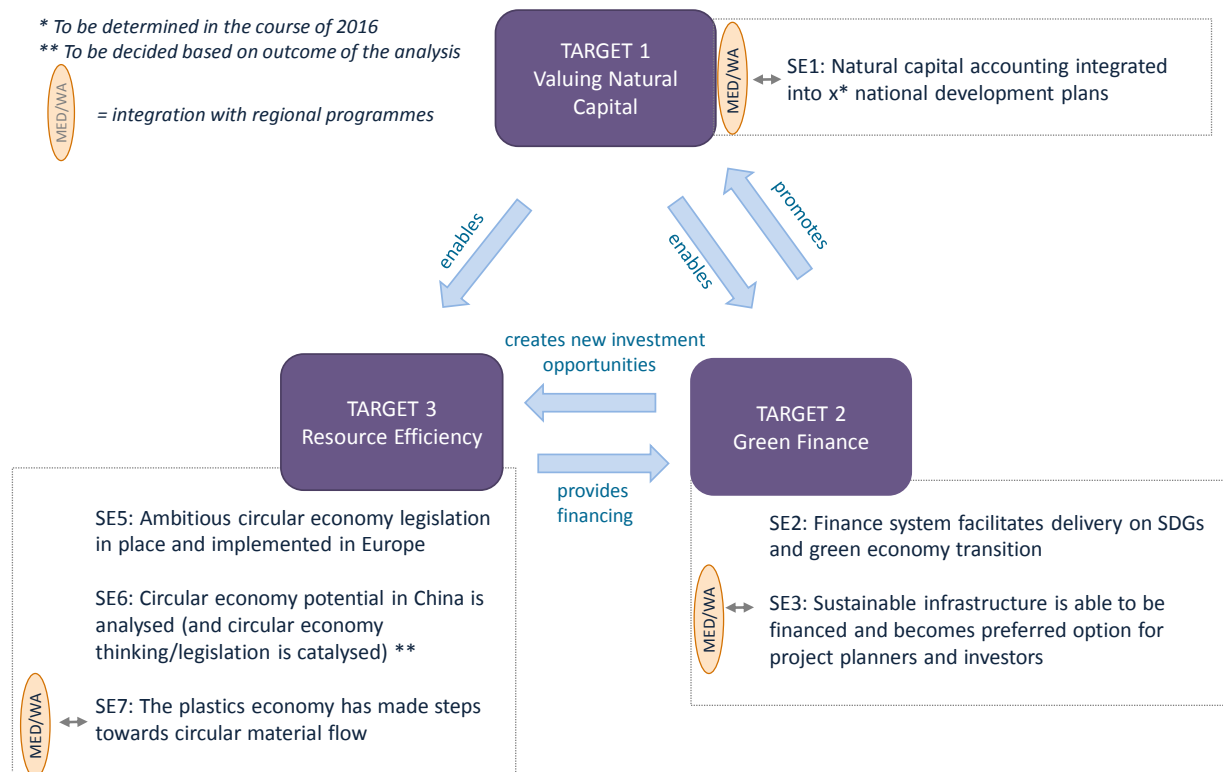 * To be determined in the course of 2016
** To be decided based on outcome of the analysis
MED/WA
= integration with regional programmes
TARGET 1
Valuing Natural
Capital
MED/WA
SE1: Natural capital accounting integrated
into x* national development plans
enables
enables
promotes
creates new investment
opportunities
TARGET 3
Resource Efficiency
TARGET 2
Green Finance
provides
financing
SE5: Ambitious circular economy legislation
in place and implemented in Europe
SE6: Circular economy potential in China is
analysed (and circular economy
thinking/legislation is catalysed) **
MED/WA
SE7: The plastics economy has made steps
towards circular material flow
SE2: Finance system facilitates delivery on SDGs
and green economy transition
MED/WA
SE3: Sustainable infrastructure is able to be
financed and becomes preferred option for
project planners and investors